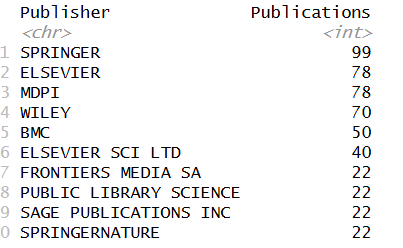 Publisher Publications
<chr> <int>
1 SPRINGER 99
2 ELSEVIER 78
3 MDPI 78
4 WILEY 70
5 BMC 50
6 ELSEVIER SCI LTD 40
7 FRONTIERS MEDIA SA 22
8 PUBLIC LIBRARY SCIENCE 22
9 SAGE PUBLICATIONS INC 22
0 SPRINGERNATURE 22